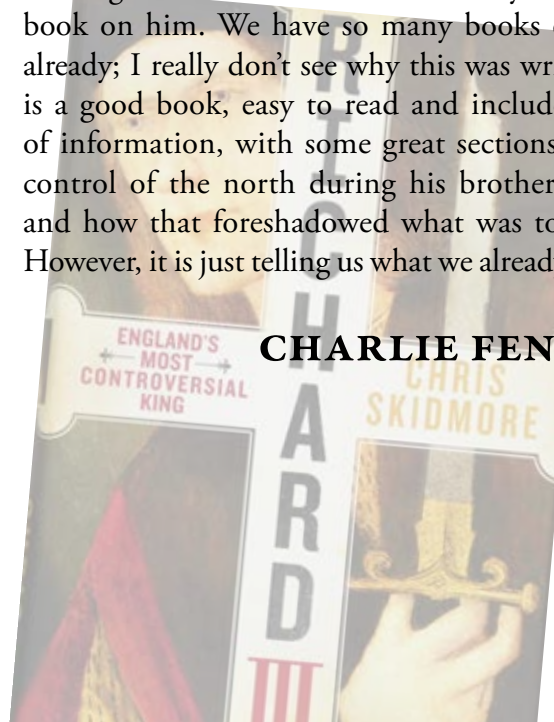 book on him. We have so many books
already; I really don't see why this was wr
is a good book, easy to read and includ
of information, with some great sections
control of the north during his brother
and how that foreshadowed what was to
However, it is just telling us what we alread
CHARLIE FEN
ENGLAND'S
MOST
CONTROVERSIAL
KING
CHRIS
SKIDMORE
RICHARD
III